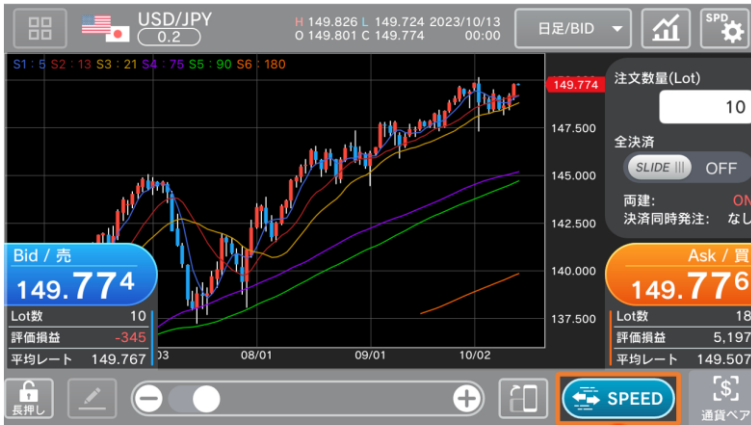 USD/JPY
0.2
H 149.826 L 149.724 2023/10/13
O 149.801 C 149.774 00:00
日足/BID
SPD
S1 : 5 S2 : 13 S3 : 21 S4 : 75 S5 : 90 S6 : 180
149.774
147.500
145.000
142.500
140.000
137.500
注文数量(Lot)
10
全決済
SLIDE OFF
両建: ON
決済同時発注: なし
Bid / 売
149.774
Lot数 10
評価損益 -345
平均レート 149.767
Ask / 買
149.776
Lot数 18
評価損益 5,197
平均レート 149.507
03 08/01 09/01 10/02
長押し
SPEED
通貨ペア